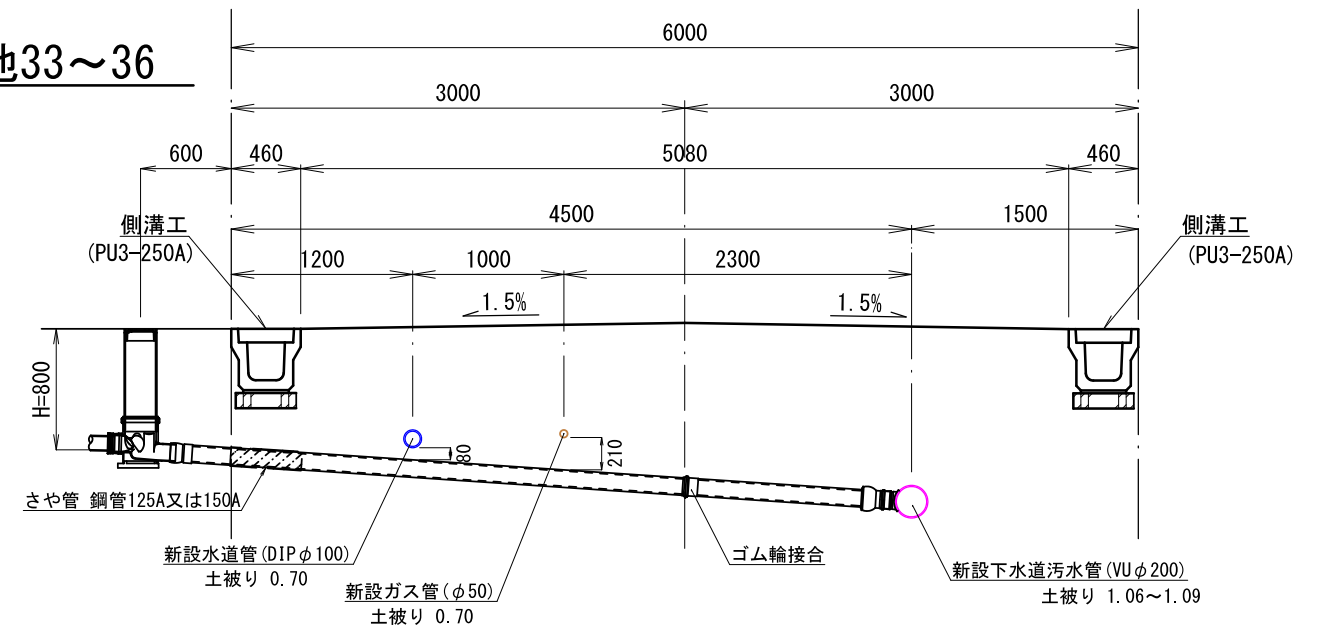 地33～36
6000
3000
3000
600
460
5080
460
4500
1500
側溝工
(PU3-250A)
側溝工
(PU3-250A)
1200
1000
2300
1.5%
1.5%
H=800
80
210
さや管 鋼管125A又は150A
新設水道管(DIPφ100)
土被り 0.70
新設ガス管(φ50)
土被り 0.70
ゴム輪接合
新設下水道汚水管(VUφ200)
土被り 1.06～1.09